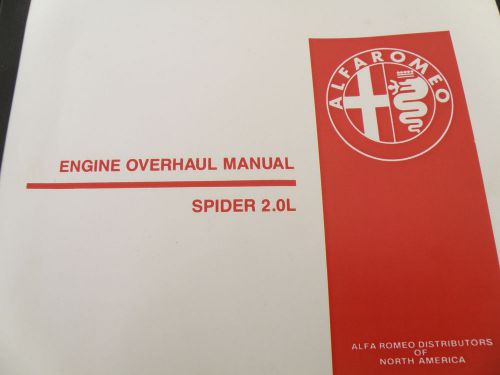 ALFA ROMEO
ENGINE OVERHAUL MANUAL
SPIDER 2.0L
ALFA ROMEO DISTRIBUTORS
OF
NORTH AMERICA